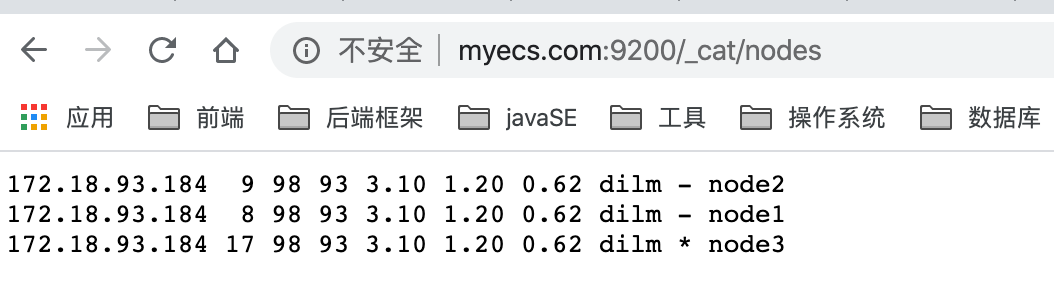 不安全 myecs.com:9200/_cat/nodes
应用 前端 后端框架 javaSE 工具 操作系统 数据库
172.18.93.184  9 98 93 3.10 1.20 0.62 dilm - node2
172.18.93.184  8 98 93 3.10 1.20 0.62 dilm - node1
172.18.93.184 17 98 93 3.10 1.20 0.62 dilm * node3